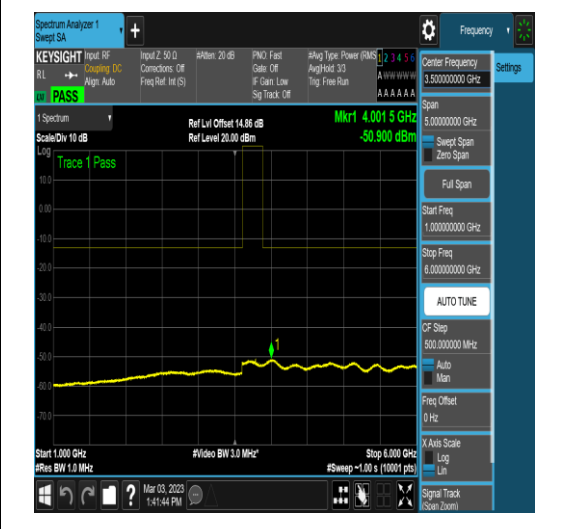 Spectrum Analyzer 1
Swept SA
+
Frequency
KEYSIGHT
Input: RF
Coupling: DC
Align: Auto
Input Z: 50 Ω
Corrections: Off
Freq Ref: Int (S)
#Atten: 20 dB
PNO: Fast
Gate: Off
IF Gain: Low
Sig Track: Off
#Avg Type: Power (RMS
Avg|Hold: 3/3
Trig: Free Run
1 2 3 4 5 6
A W W W W W
A A A A A A
RL
PASS
1 Spectrum
Scale/Div 10 dB
Ref Lvl Offset 14.86 dB
Ref Level 20.00 dBm
Mkr1 4.001 5 GHz
-50.900 dBm
Log
Trace 1 Pass
10.0
0.00
-10.0
-20.0
-30.0
-40.0
-50.0
-60.0
-70.0
1
Start 1.000 GHz
#Res BW 1.0 MHz
#Video BW 3.0 MHz*
Stop 6.000 GHz
#Sweep ~1.00 s (10001 pts)
Mar 03, 2023
1:41:44 PM
?
Center Frequency
3.500000000 GHz
Settings
Span
5.00000000 GHz
Swept Span
Zero Span
Full Span
Start Freq
1.000000000 GHz
Stop Freq
6.000000000 GHz
AUTO TUNE
CF Step
500.000000 MHz
Auto
Man
Freq Offset
0 Hz
X Axis Scale
Log
Lin
Signal Track
(Span Zoom)